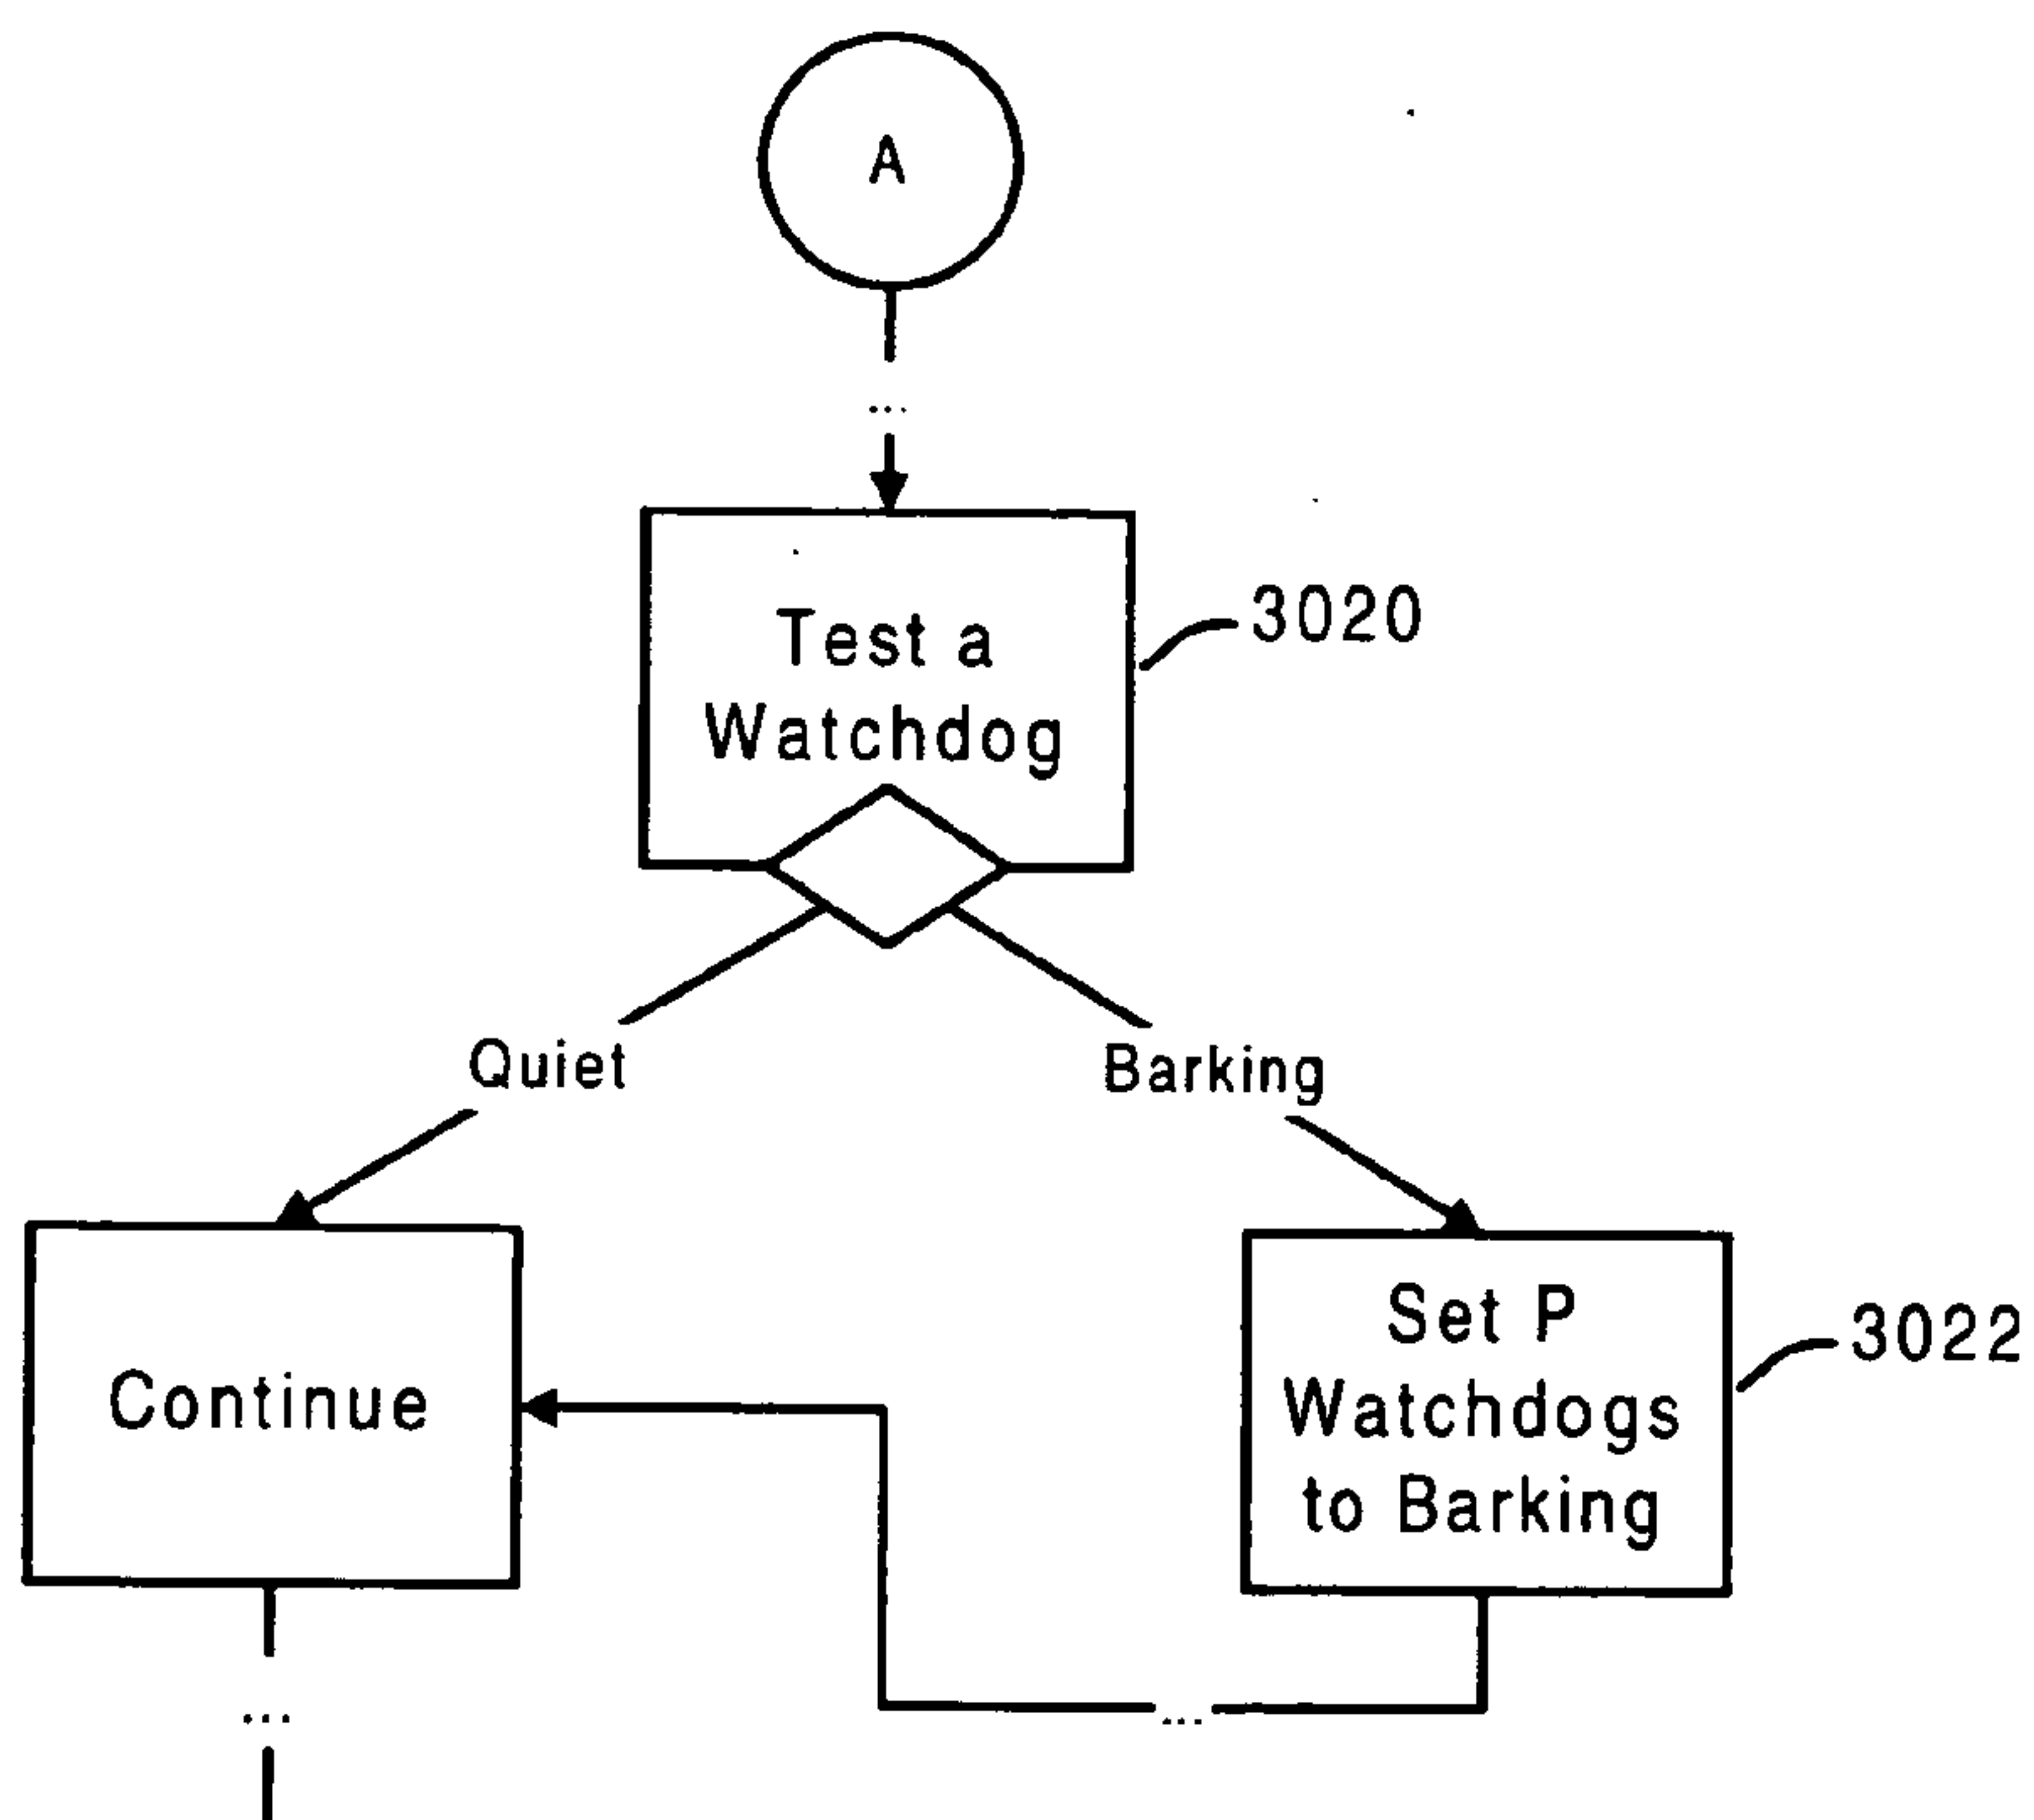 A
...
Test a
Watchdog
3020
Quiet
Barking
Continue
Set P
Watchdogs
to Barking
3022
...
...